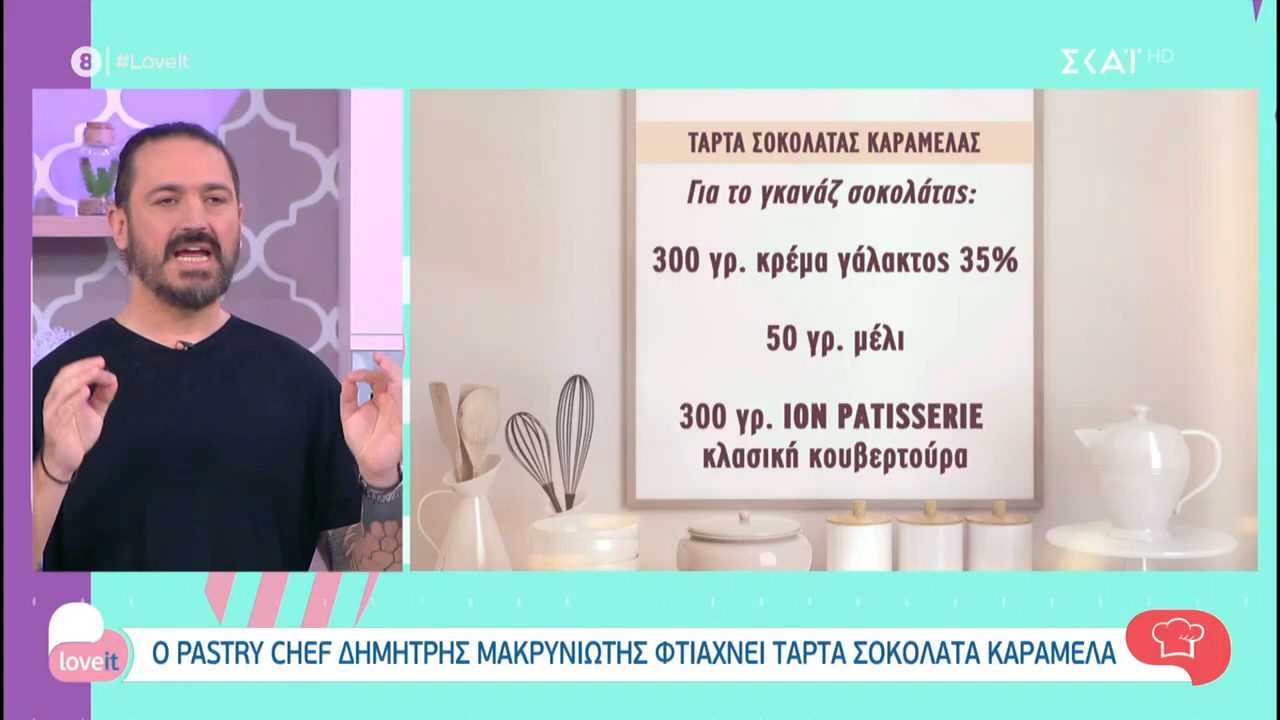 8 #LoveIt
ΣΚΑΪ HD
ΤΑΡΤΑ ΣΟΚΟΛΑΤΑΣ ΚΑΡΑΜΕΛΑΣ
Για το γκανάζ σοκολάτας:
300 γρ. κρέμα γάλακτος 35%
50 γρ. μέλι
300 γρ. ΙΟΝ PATISSERIE
κλασική κουβερτούρα
loveit
Ο PASTRY CHEF ΔΗΜΗΤΡΗΣ ΜΑΚΡΥΝΙΩΤΗΣ ΦΤΙΑΧΝΕΙ ΤΑΡΤΑ ΣΟΚΟΛΑΤΑ ΚΑΡΑΜΕΛΑ